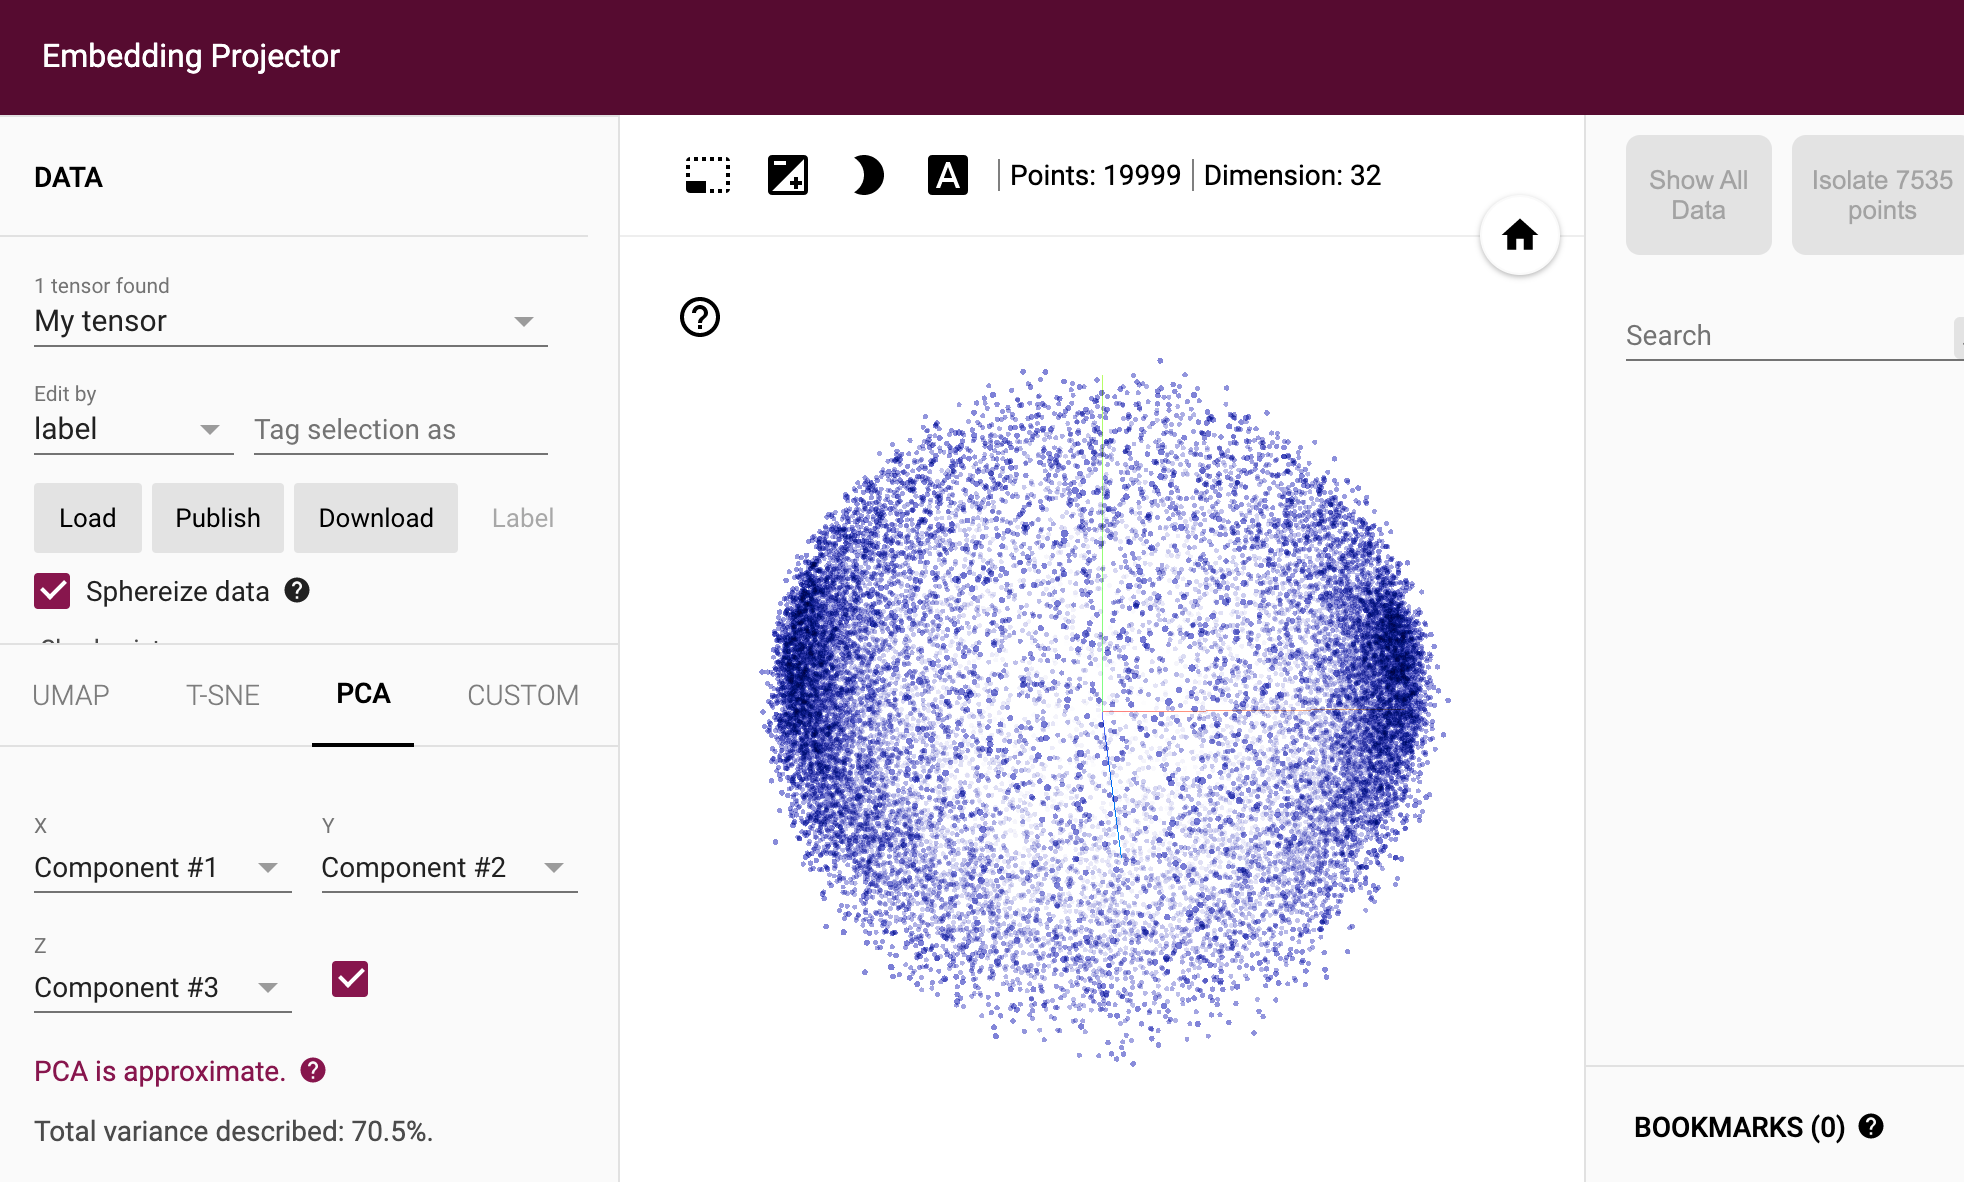 Embedding Projector
DATA
1 tensor found
My tensor
Edit by
label
Tag selection as
Load
Publish
Download
Label
Sphereize data
UMAP
T-SNE
PCA
CUSTOM
X
Component #1
Y
Component #2
Z
Component #3
PCA is approximate.
Total variance described: 70.5%.
A
Points: 19999
Dimension: 32
Show All
Data
Isolate 7535
points
Search
BOOKMARKS (0)